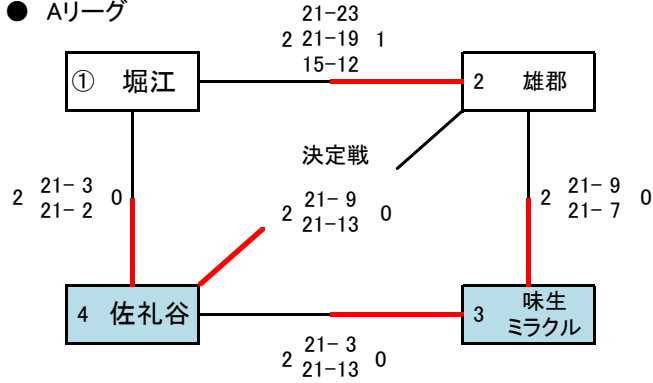 ● Aリーグ
21-23
2 21-19 1
15-12
① 堀江
2 雄郡
決定戦
2 21- 3 0
21- 2
2 21- 9 0
21-13
2 21- 9 0
21- 7
4 佐礼谷
3 味生
ミラクル
2 21- 3 0
21-13